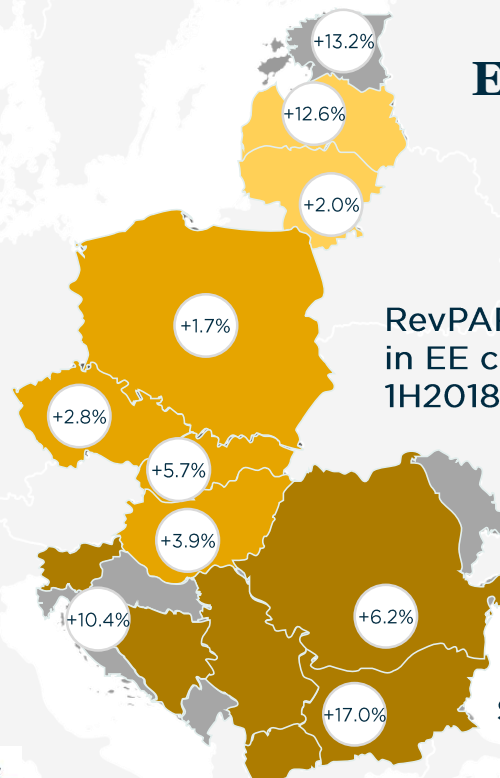 +13.2%
E
+12.6%
+2.0%
RevPAR
in EE c
1H2018
+1.7%
+2.8%
+5.7%
+3.9%
+10.4%
+6.2%
+17.0%